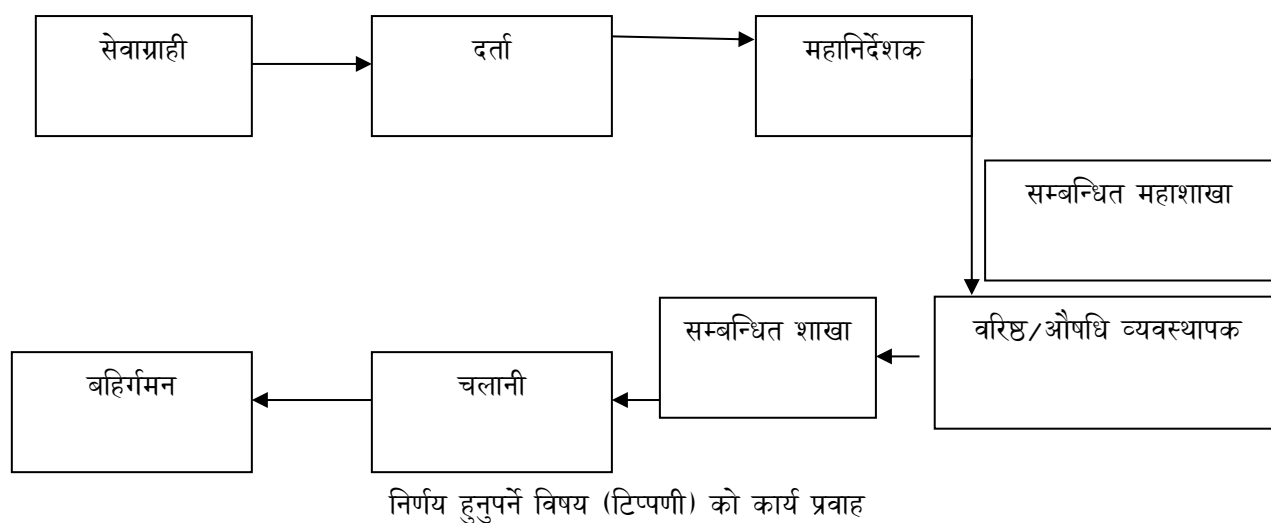 सेवाग्राही
दर्ता
महानिर्देशक
सम्बन्धित महाशाखा
वरिष्ठ/औषधि व्यवस्थापक
सम्बन्धित शाखा
चलानी
बहिर्गमन
निर्णय हुनुपर्ने विषय (टिप्पणी) को कार्य प्रवाह